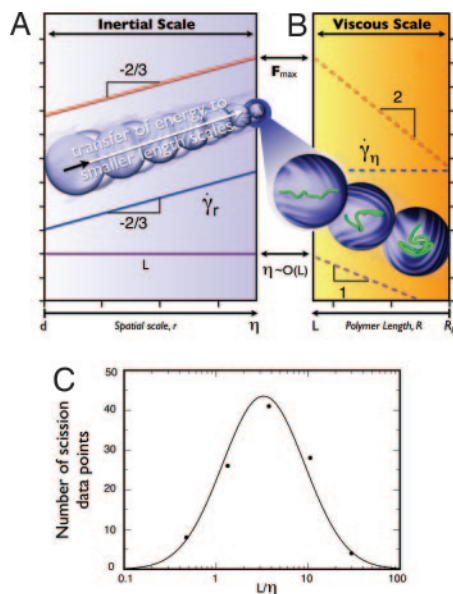 A
Inertial Scale
-2/3
transfer of energy to
smaller length scales
γ̇r
-2/3
L
d
Spatial scale, r
η
Fmax
η~O(L)
B
Viscous Scale
2
γ̇η
1
L
Polymer Length, R
C
Number of scission
data points
50
40
30
20
10
0
0.1
1
10
100
L/η